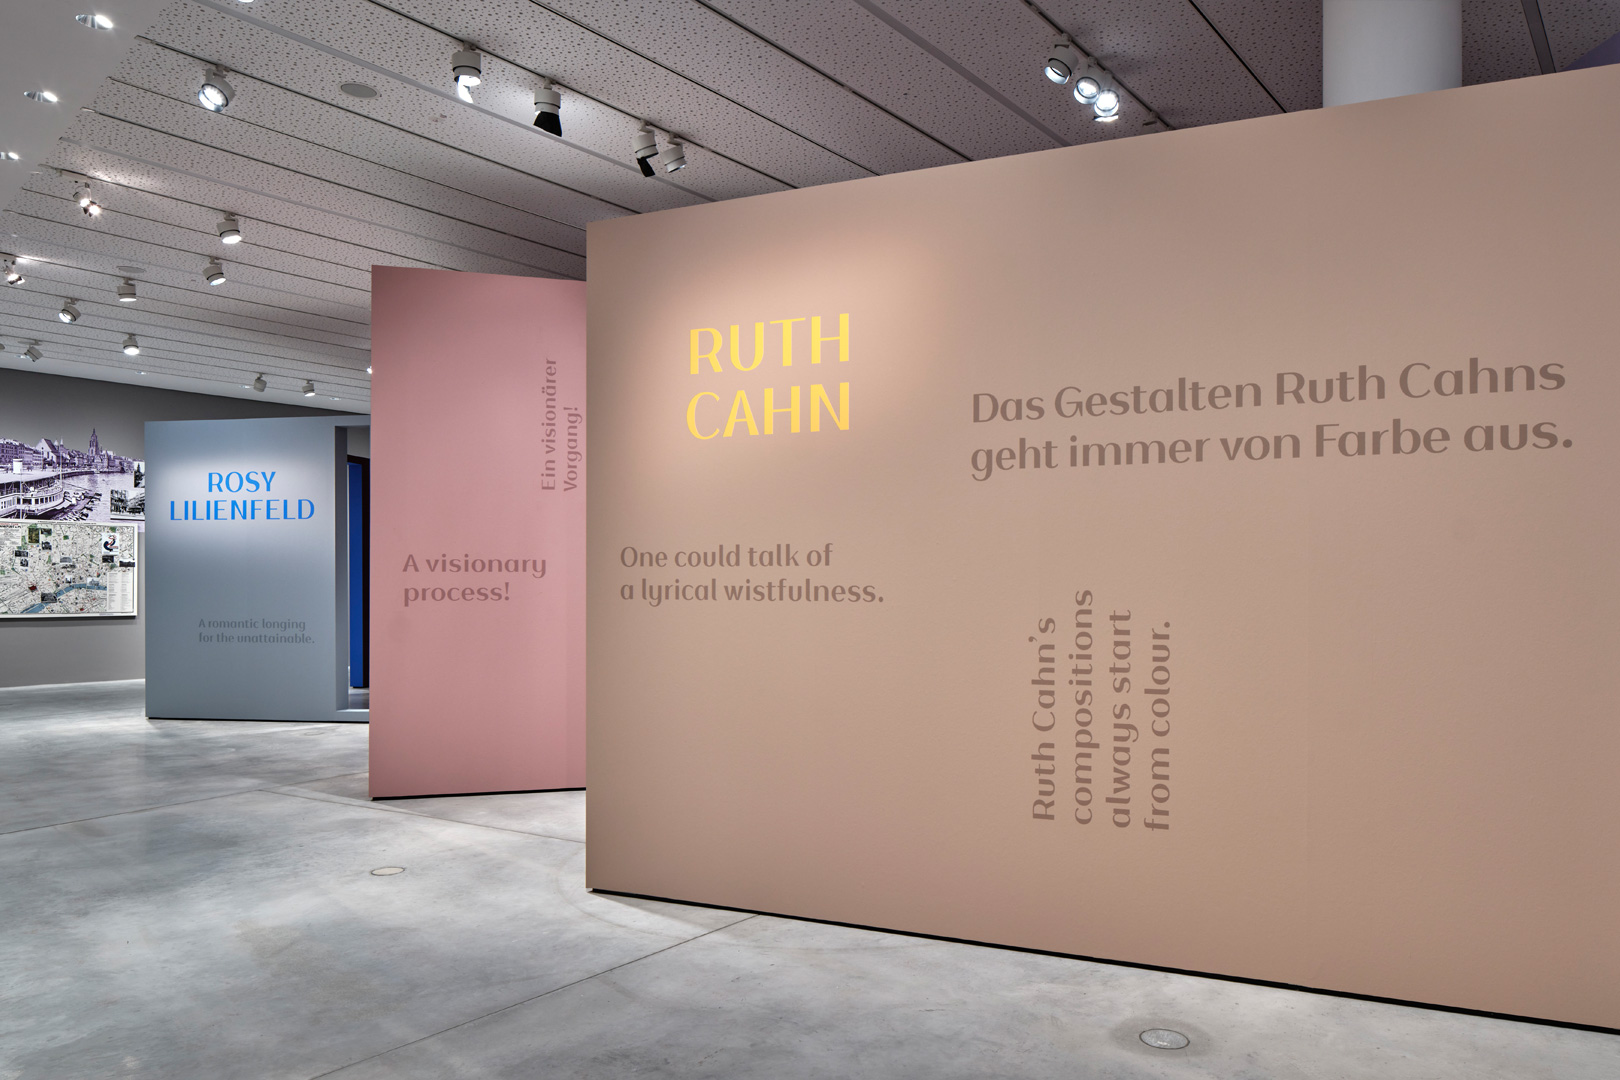 ROSY
LILIENFELD
A romantic longing
for the unattainable.
Ein visionärer
Vorgang!
A visionary
process!
RUTH
CAHN
One could talk of
a lyrical wistfulness.
Das Gestalten Ruth Cahns
geht immer von Farbe aus.
Ruth Cahn’s
compositions
always start
from colour.